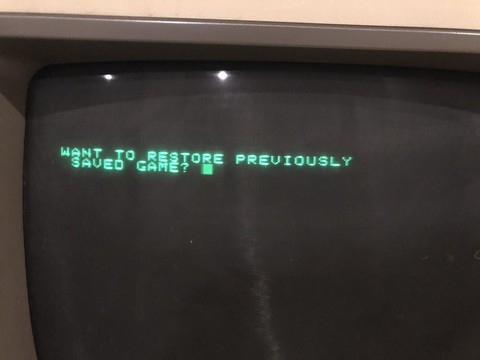 WANT TO RESTORE PREVIOUSLY
SAVED GAME?